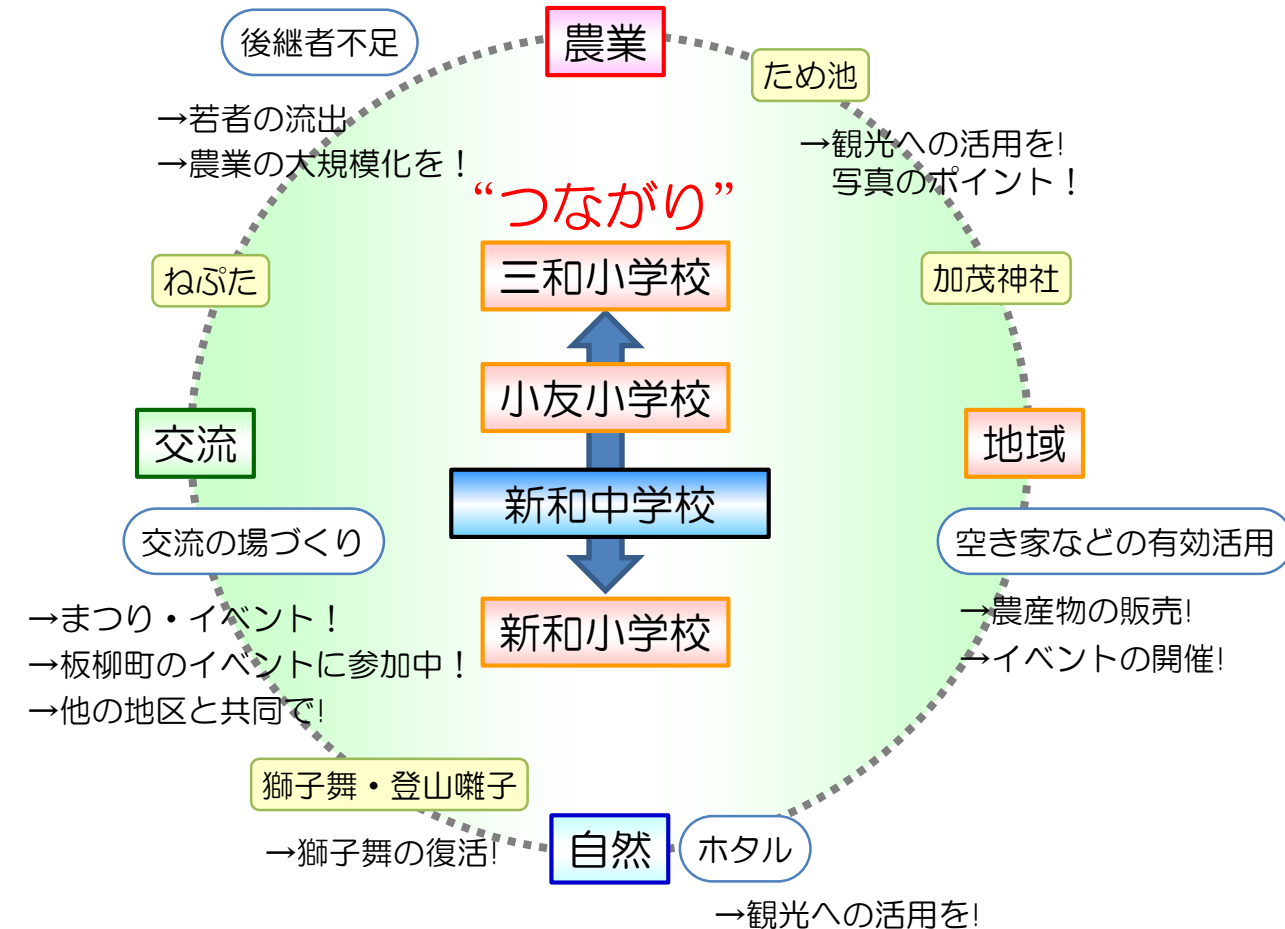 農業
後継者不足
→若者の流出
→農業の大規模化を！
ため池
→観光への活用を!
写真のポイント！
“つながり”
三和小学校
小友小学校
新和中学校
新和小学校
ねぷた
加茂神社
交流
地域
交流の場づくり
→まつり・イベント！
→板柳町のイベントに参加中！
→他の地区と共同で!
空き家などの有効活用
→農産物の販売!
→イベントの開催!
獅子舞・登山囃子
→獅子舞の復活!
自然
ホタル
→観光への活用を!